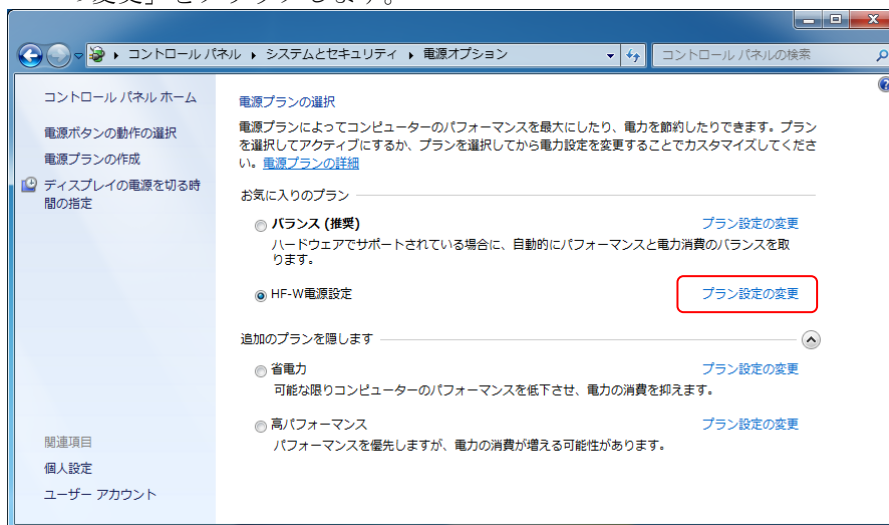 の変更」をクリックします。
コントロール パネル ▸ システムとセキュリティ ▸ 電源オプション
コントロール パネルの検索
コントロール パネル ホーム
電源ボタンの動作の選択
電源プランの作成
ディスプレイの電源を切る時
間の指定
関連項目
個人設定
ユーザー アカウント
電源プランの選択
電源プランによってコンピューターのパフォーマンスを最大にしたり、電力を節約したりできます。プラン
を選択してアクティブにするか、プランを選択してから電力設定を変更することでカスタマイズしてくださ
い。電源プランの詳細
お気に入りのプラン
バランス (推奨) プラン設定の変更
ハードウェアでサポートされている場合に、自動的にパフォーマンスと電力消費のバランスを取
ります。
HF-W電源設定 プラン設定の変更
追加のプランを隠します
省電力 プラン設定の変更
可能な限りコンピューターのパフォーマンスを低下させ、電力の消費を抑えます。
高パフォーマンス プラン設定の変更
パフォーマンスを優先しますが、電力の消費が増える可能性があります。